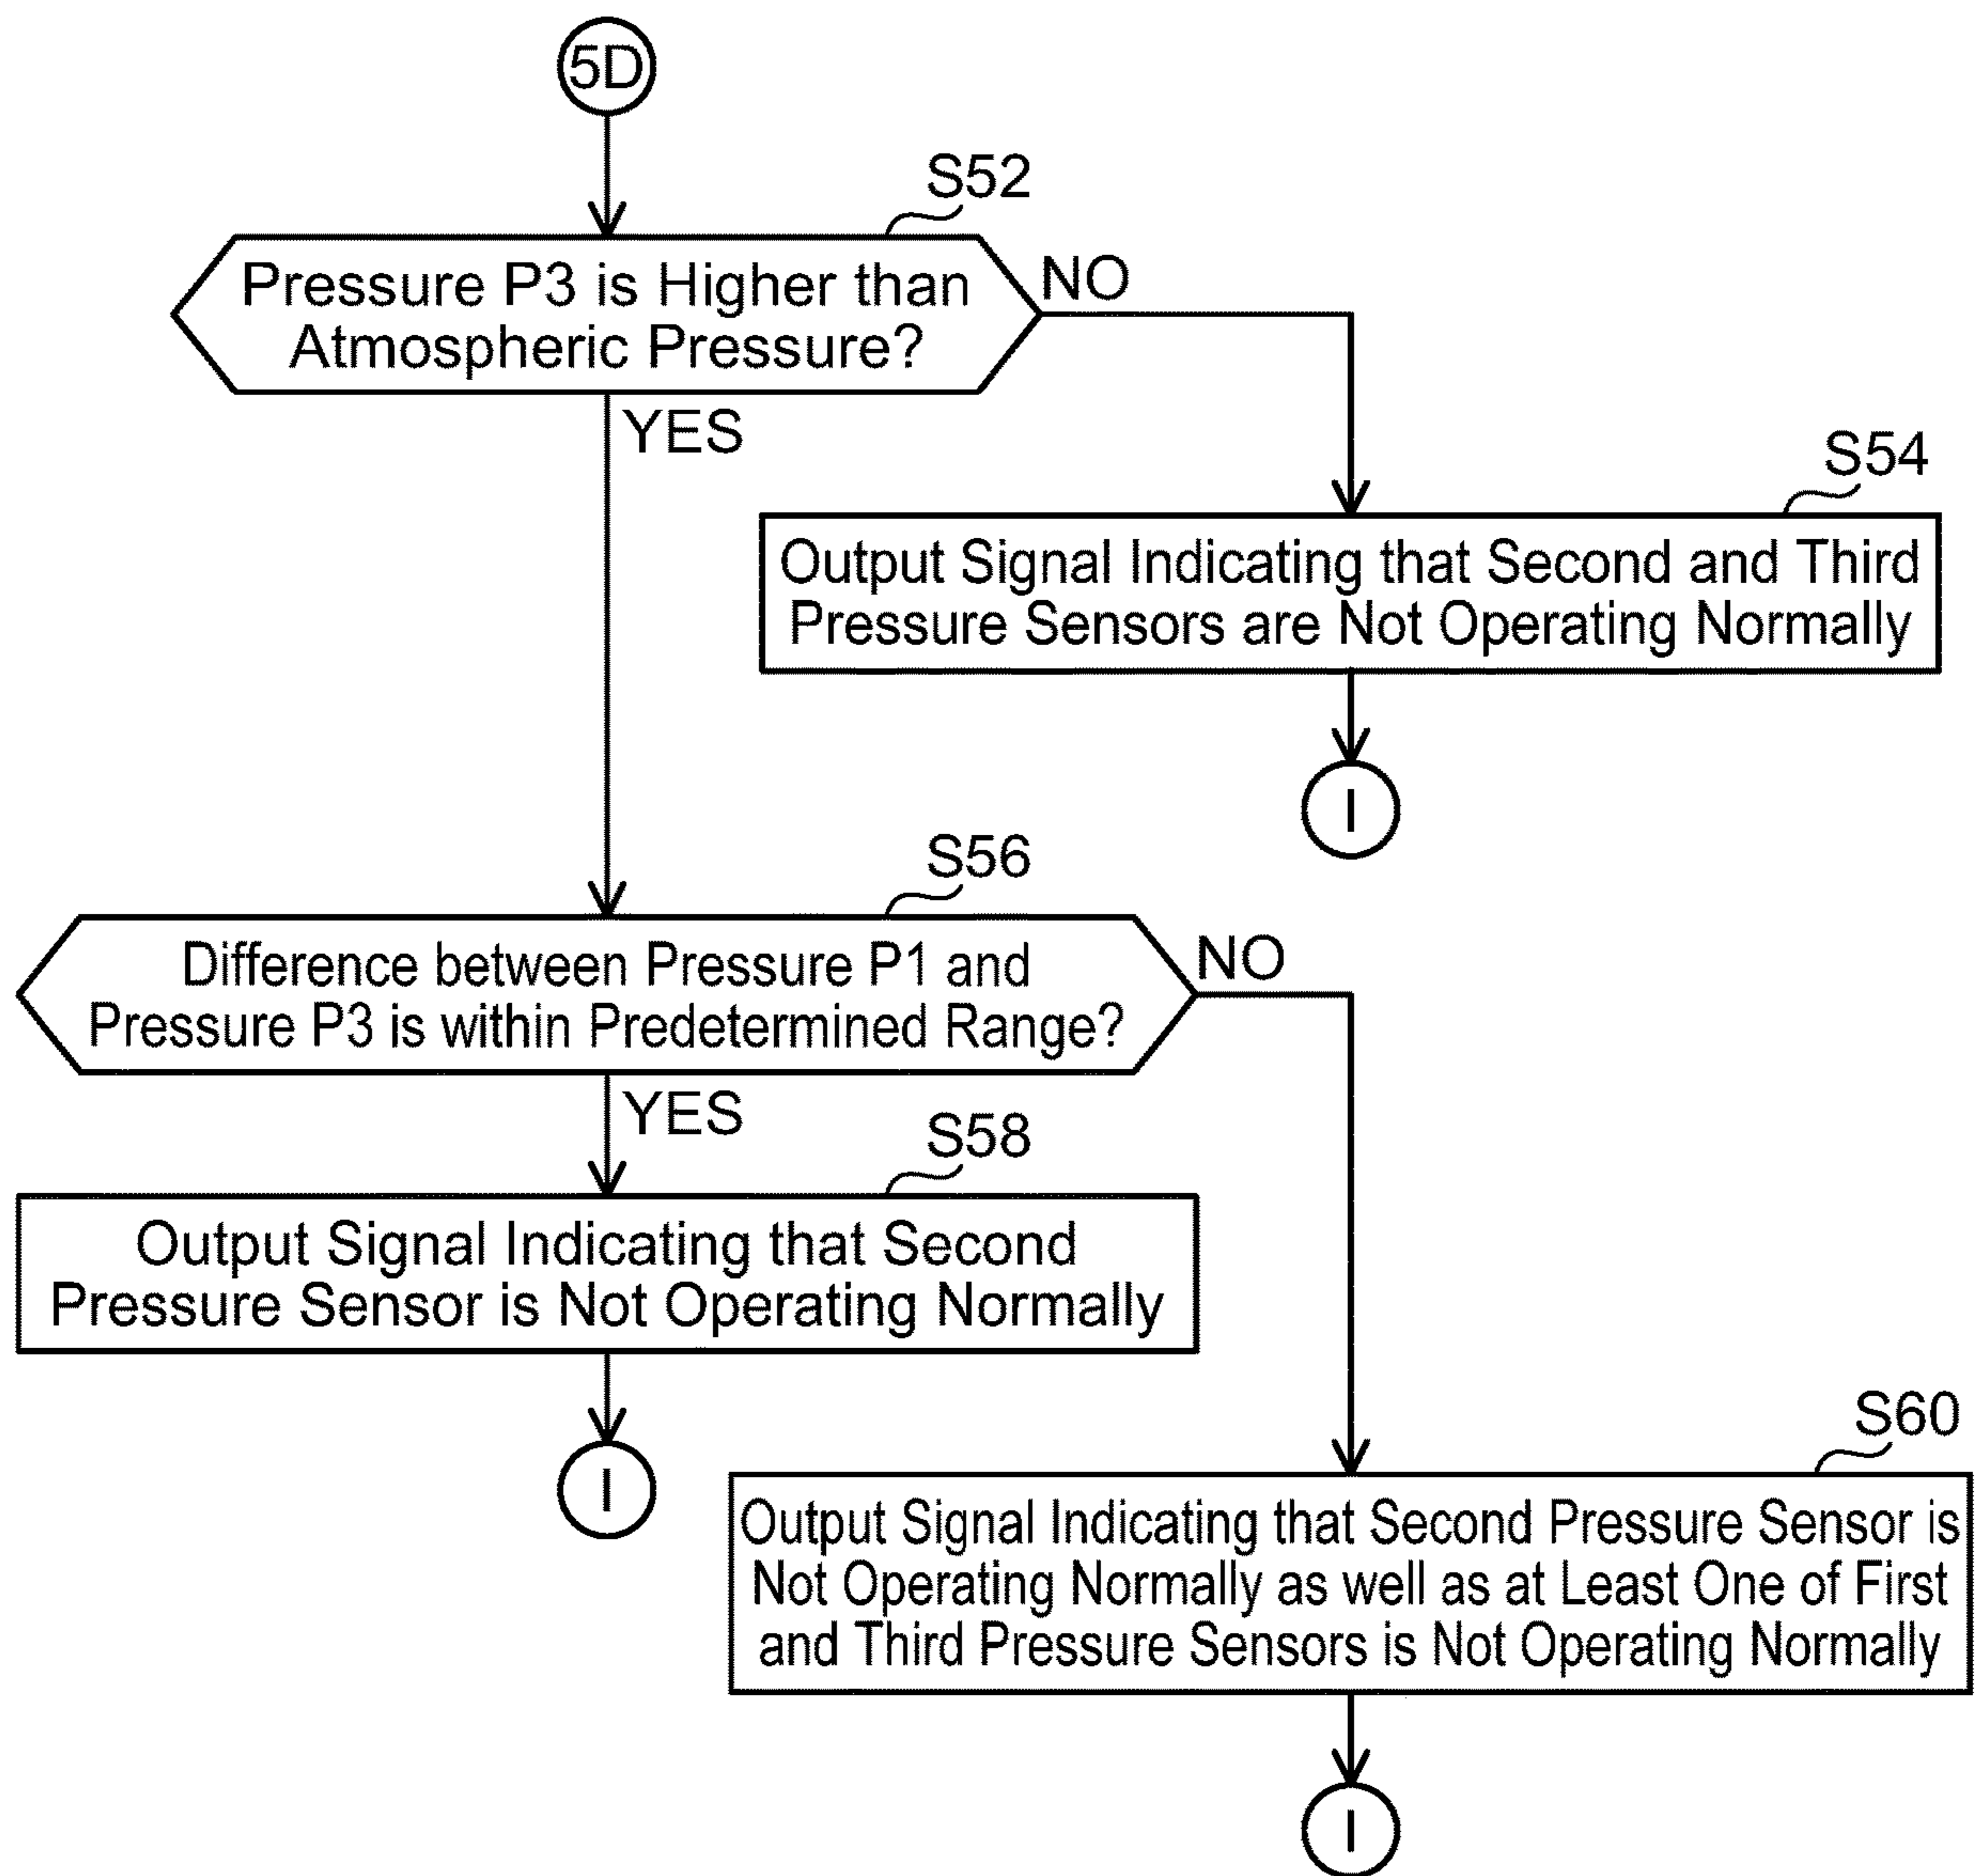 5D
S52
Pressure P3 is Higher than
Atmospheric Pressure?
NO
YES
S54
Output Signal Indicating that Second and Third
Pressure Sensors are Not Operating Normally
I
S56
Difference between Pressure P1 and
Pressure P3 is within Predetermined Range?
NO
YES
S58
Output Signal Indicating that Second
Pressure Sensor is Not Operating Normally
I
S60
Output Signal Indicating that Second Pressure Sensor is
Not Operating Normally as well as at Least One of First
and Third Pressure Sensors is Not Operating Normally
I